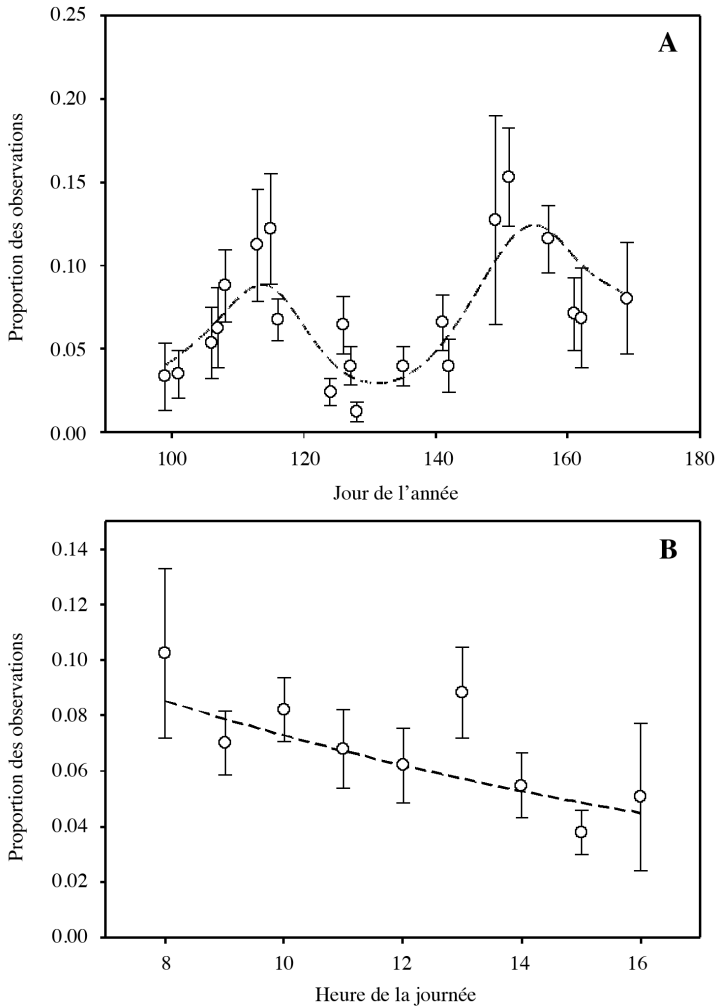 0.25
A
0.20
0.15
0.10
0.05
0.00
Proportion des observations
100 120 140 160 180
Jour de l’année
0.14
B
0.12
0.10
0.08
0.06
0.04
0.02
0.00
Proportion des observations
8 10 12 14 16
Heure de la journée